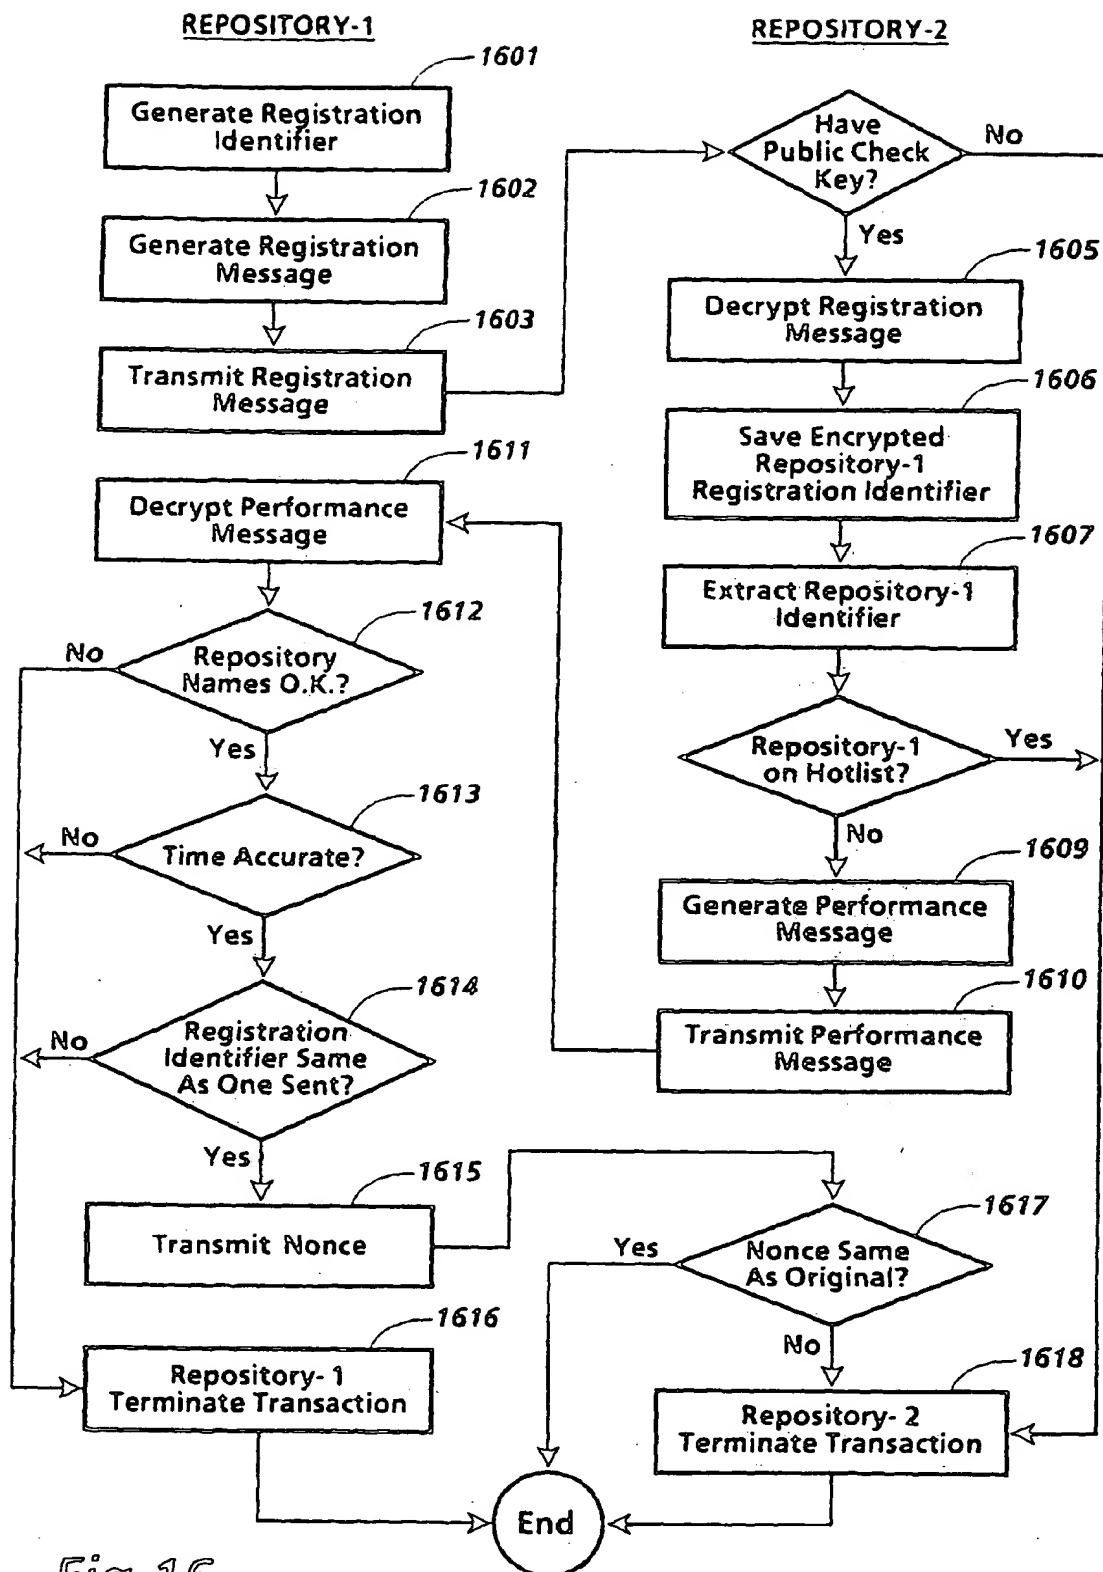 REPOSITORY-1
1601
Generate Registration
Identifier
1602
Generate Registration
Message
1603
Transmit Registration
Message
1611
Decrypt Performance
Message
1612
No
Repository
Names O.K.?
Yes
1613
No
Time Accurate?
Yes
1614
No
Registration
Identifier Same
As One Sent?
Yes
1615
Transmit Nonce
1616
Repository- 1
Terminate Transaction
REPOSITORY-2
Have
Public Check
Key?
No
Yes
1605
Decrypt Registration
Message
1606
Save Encrypted
Repository-1
Registration Identifier
1607
Extract Repository-1
Identifier
Repository-1
on Hotlist?
Yes
No
1609
Generate Performance
Message
1610
Transmit Performance
Message
1617
Yes
Nonce Same
As Original?
No
1618
Repository- 2
Terminate Transaction
End